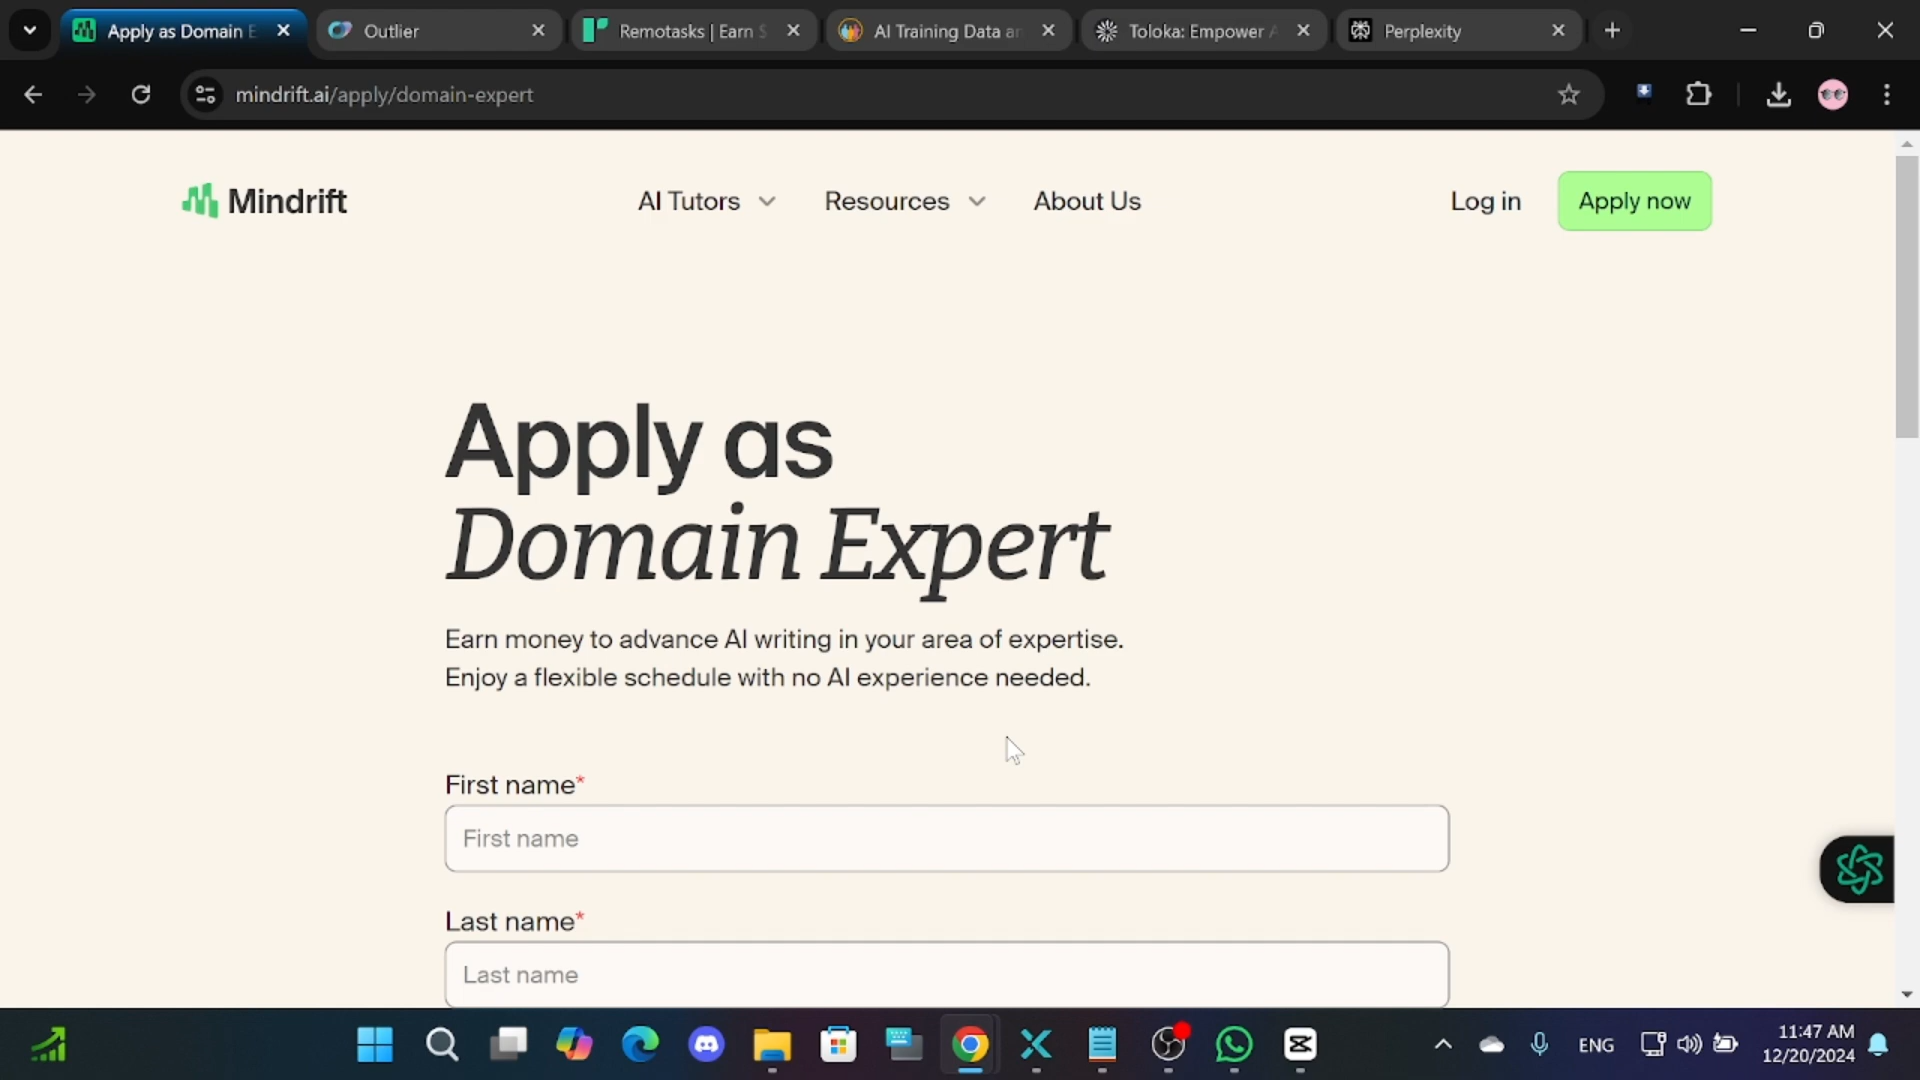 Apply as Domain E
Outlier
Remotasks | Earn $
AI Training Data an
Toloka: Empower A
Perplexity
mindrift.ai/apply/domain-expert
Mindrift
AI Tutors
Resources
About Us
Log in
Apply now
Apply as
Domain Expert
Earn money to advance AI writing in your area of expertise.
Enjoy a flexible schedule with no AI experience needed.
First name*
First name
Last name*
Last name
ENG
11:47 AM
12/20/2024